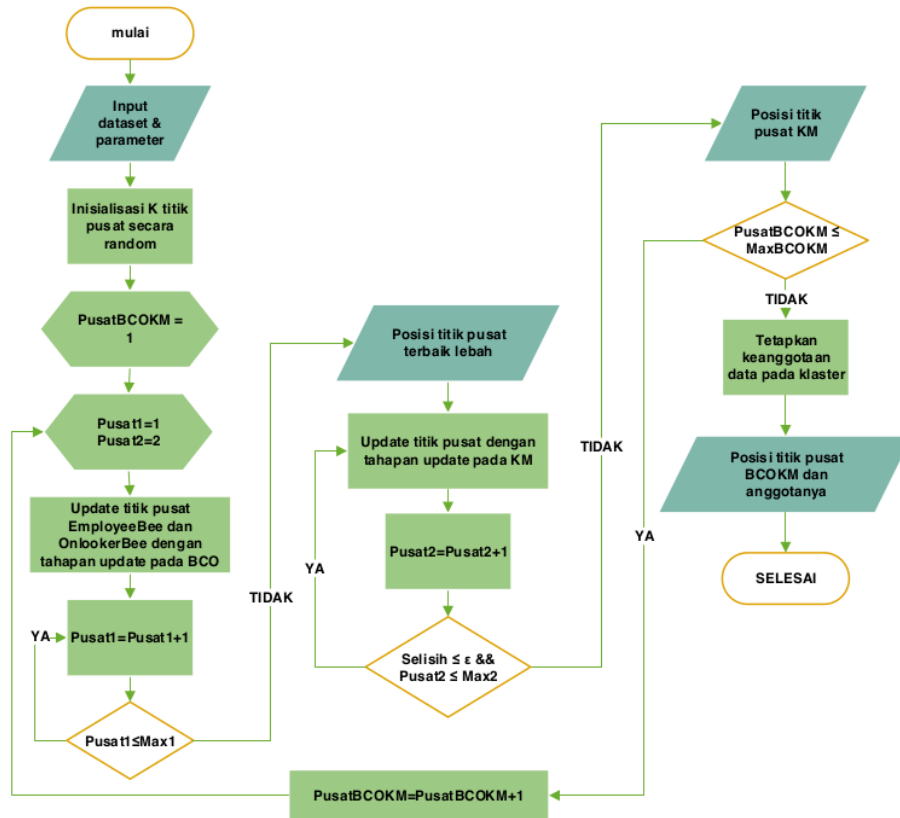 mulai
Input
dataset &
parameter
Inisialisasi K titik
pusat secara
random
PusatBCOKM =
1
Pusat1=1
Pusat2=2
Update titik pusat
EmployeeBee dan
OnlookerBee dengan
tahapan update pada BCO
Pusat1=Pusat1+1
YA
Pusat1≤Max1
TIDAK
Posisi titik pusat
terbaik lebah
Update titik pusat dengan
tahapan update pada KM
Pusat2=Pusat2+1
YA
Selisih ≤ ε &&
Pusat2 ≤ Max2
TIDAK
Posisi titik
pusat KM
PusatBCOKM ≤
MaxBCOKM
YA
TIDAK
Tetapkan
keanggotaan
data pada klaster
Posisi titik pusat
BCOKM dan
anggotanya
SELESAI
PusatBCOKM=PusatBCOKM+1